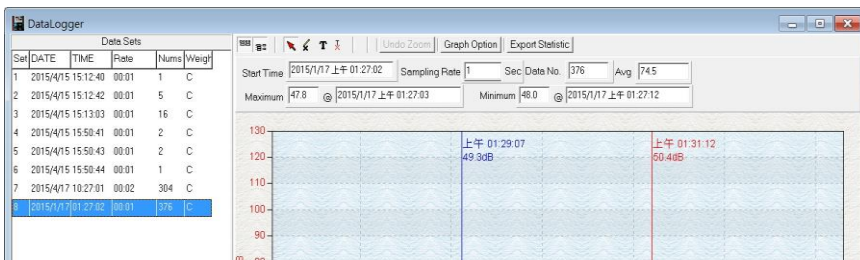 DataLogger
Data Sets
Set DATE TIME Rate Nums Weigh
1 2015/4/15 15:12:40 00:01 1 C
2 2015/4/15 15:12:42 00:01 5 C
3 2015/4/15 15:13:03 00:01 16 C
4 2015/4/15 15:50:41 00:01 2 C
5 2015/4/15 15:50:43 00:01 2 C
6 2015/4/15 15:50:44 00:01 1 C
7 2015/4/17 10:27:01 00:02 304 C
8 2015/1/17 01:27:02 00:01 376 C
T Undo Zoom Graph Option Export Statistic
Start Time 2015/1/17 上午 01:27:02 Sampling Rate 1 Sec Data No. 376 Avg 74.5
Maximum 47.8 @ 2015/1/17 上午 01:27:03 Minimum 48.0 @ 2015/1/17 上午 01:27:12
130
上午 01:29:07 上午 01:31:12
120 49.3dB 50.4dB
110
100
90